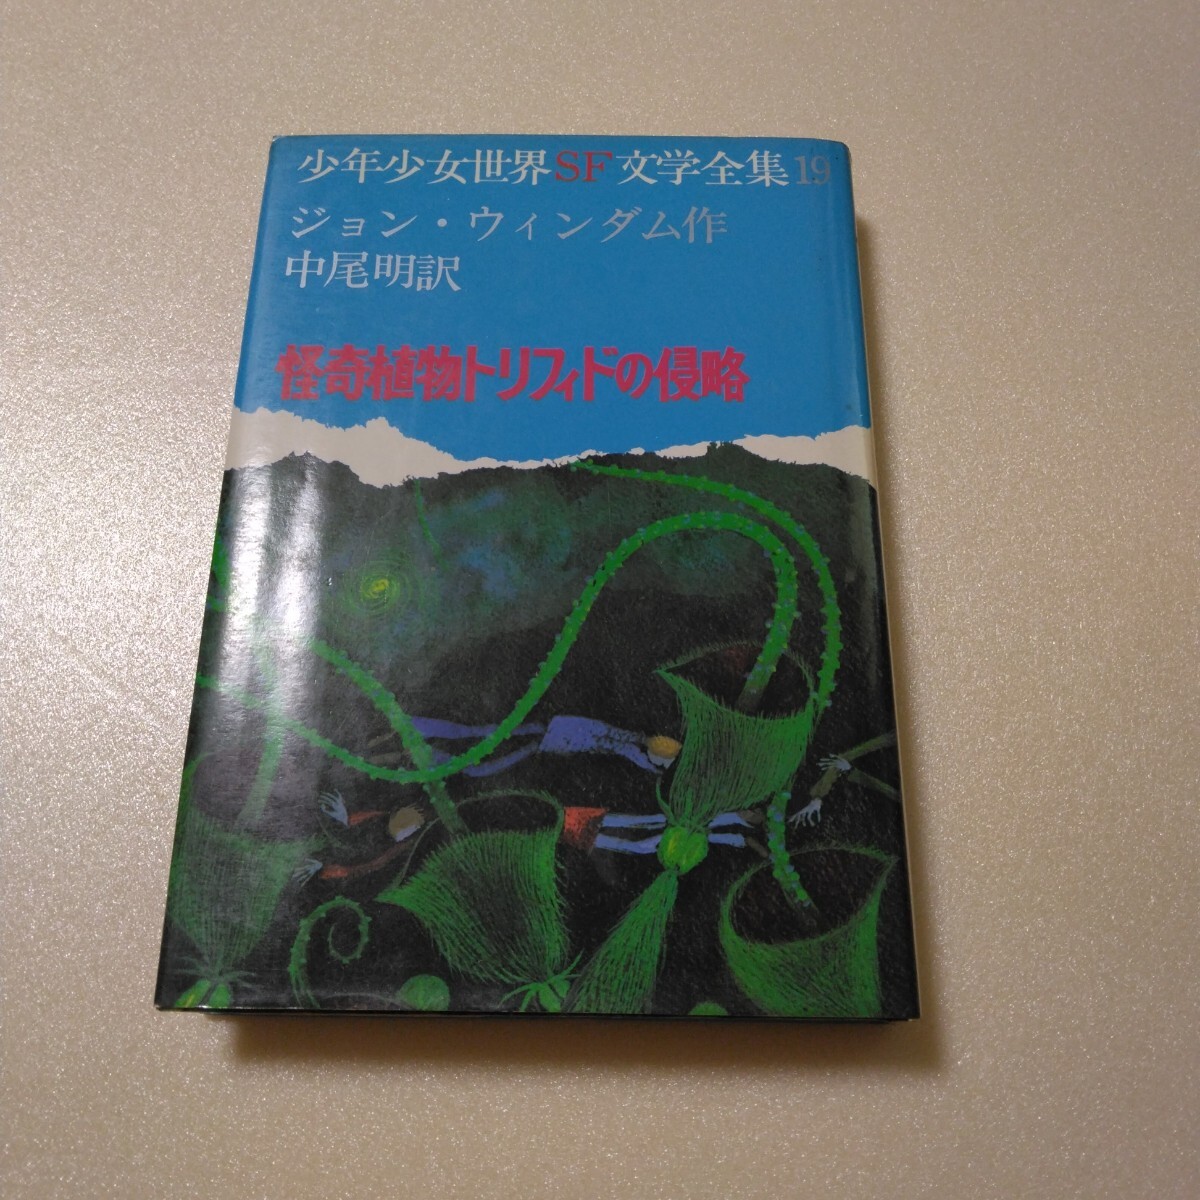 少年少女世界SF文学全集19
ジョン・ウィンダム作
中尾明訳
怪奇植物トリフィドの侵略